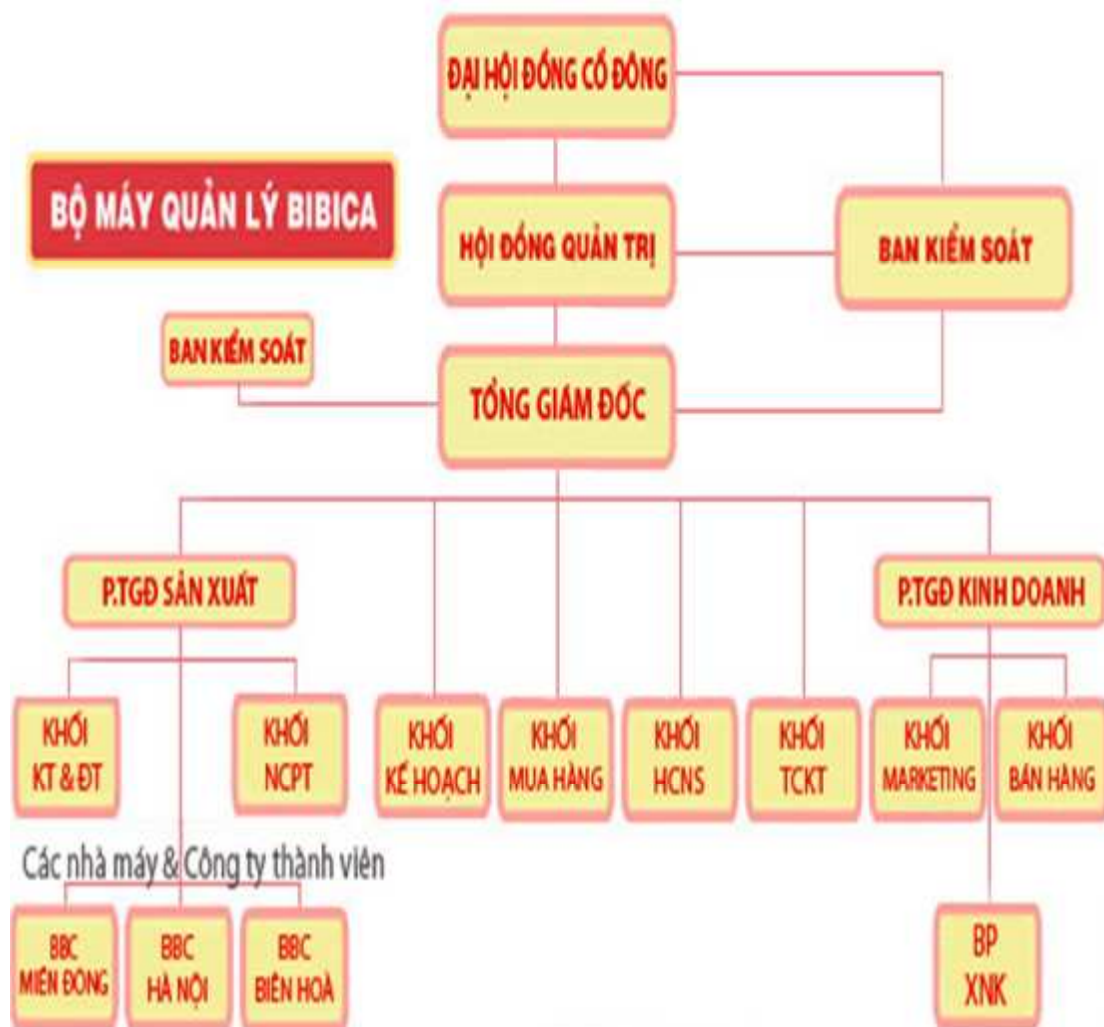 ĐẠI HỘI ĐỒNG CỔ ĐÔNG
BỘ MÁY QUẢN LÝ BIBICA
HỘI ĐỒNG QUẢN TRỊ
BAN KIỂM SOÁT
BAN KIỂM SOÁT
TỔNG GIÁM ĐỐC
P.TGĐ SẢN XUẤT
P.TGĐ KINH DOANH
KHỐI
KT & ĐT
KHỐI
NCPT
KHỐI
KẾ HOẠCH
KHỐI
MUA HÀNG
KHỐI
HCNS
KHỐI
TCKT
KHỐI
MARKETING
KHỐI
BÁN HÀNG
Các nhà máy & Công ty thành viên
BBC
MIỀN ĐÔNG
BBC
HÀ NỘI
BBC
BIÊN HOÀ
BP
XNK